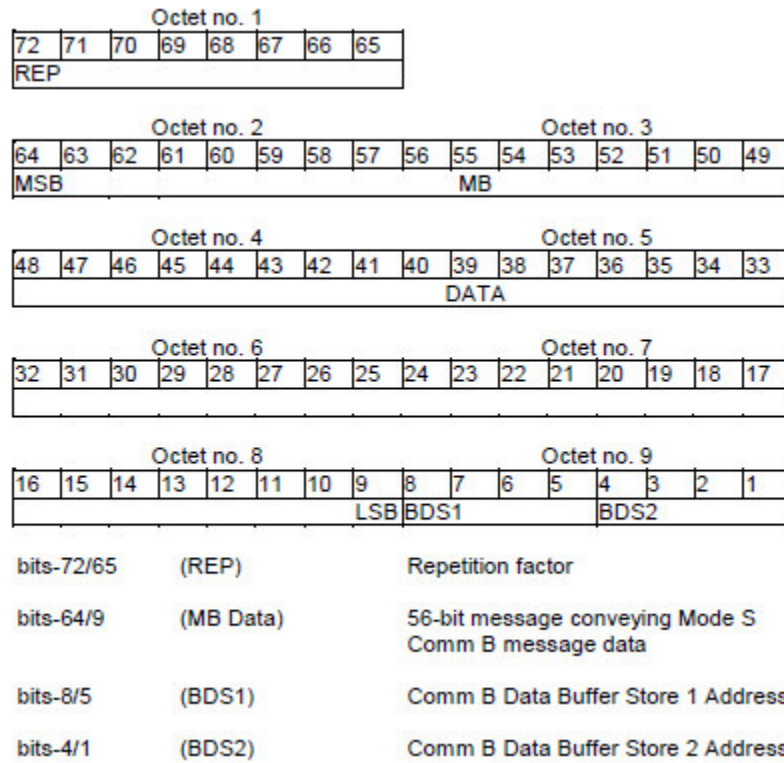 Octet no. 1
72 71 70 69 68 67 66 65
REP
Octet no. 2 Octet no. 3
64 63 62 61 60 59 58 57 56 55 54 53 52 51 50 49
MSB MB
Octet no. 4 Octet no. 5
48 47 46 45 44 43 42 41 40 39 38 37 36 35 34 33
DATA
Octet no. 6 Octet no. 7
32 31 30 29 28 27 26 25 24 23 22 21 20 19 18 17
Octet no. 8 Octet no. 9
16 15 14 13 12 11 10 9 8 7 6 5 4 3 2 1
LSB BDS1 BDS2
bits-72/65 (REP) Repetition factor
bits-64/9 (MB Data) 56-bit message conveying Mode S
Comm B message data
bits-8/5 (BDS1) Comm B Data Buffer Store 1 Address
bits-4/1 (BDS2) Comm B Data Buffer Store 2 Address